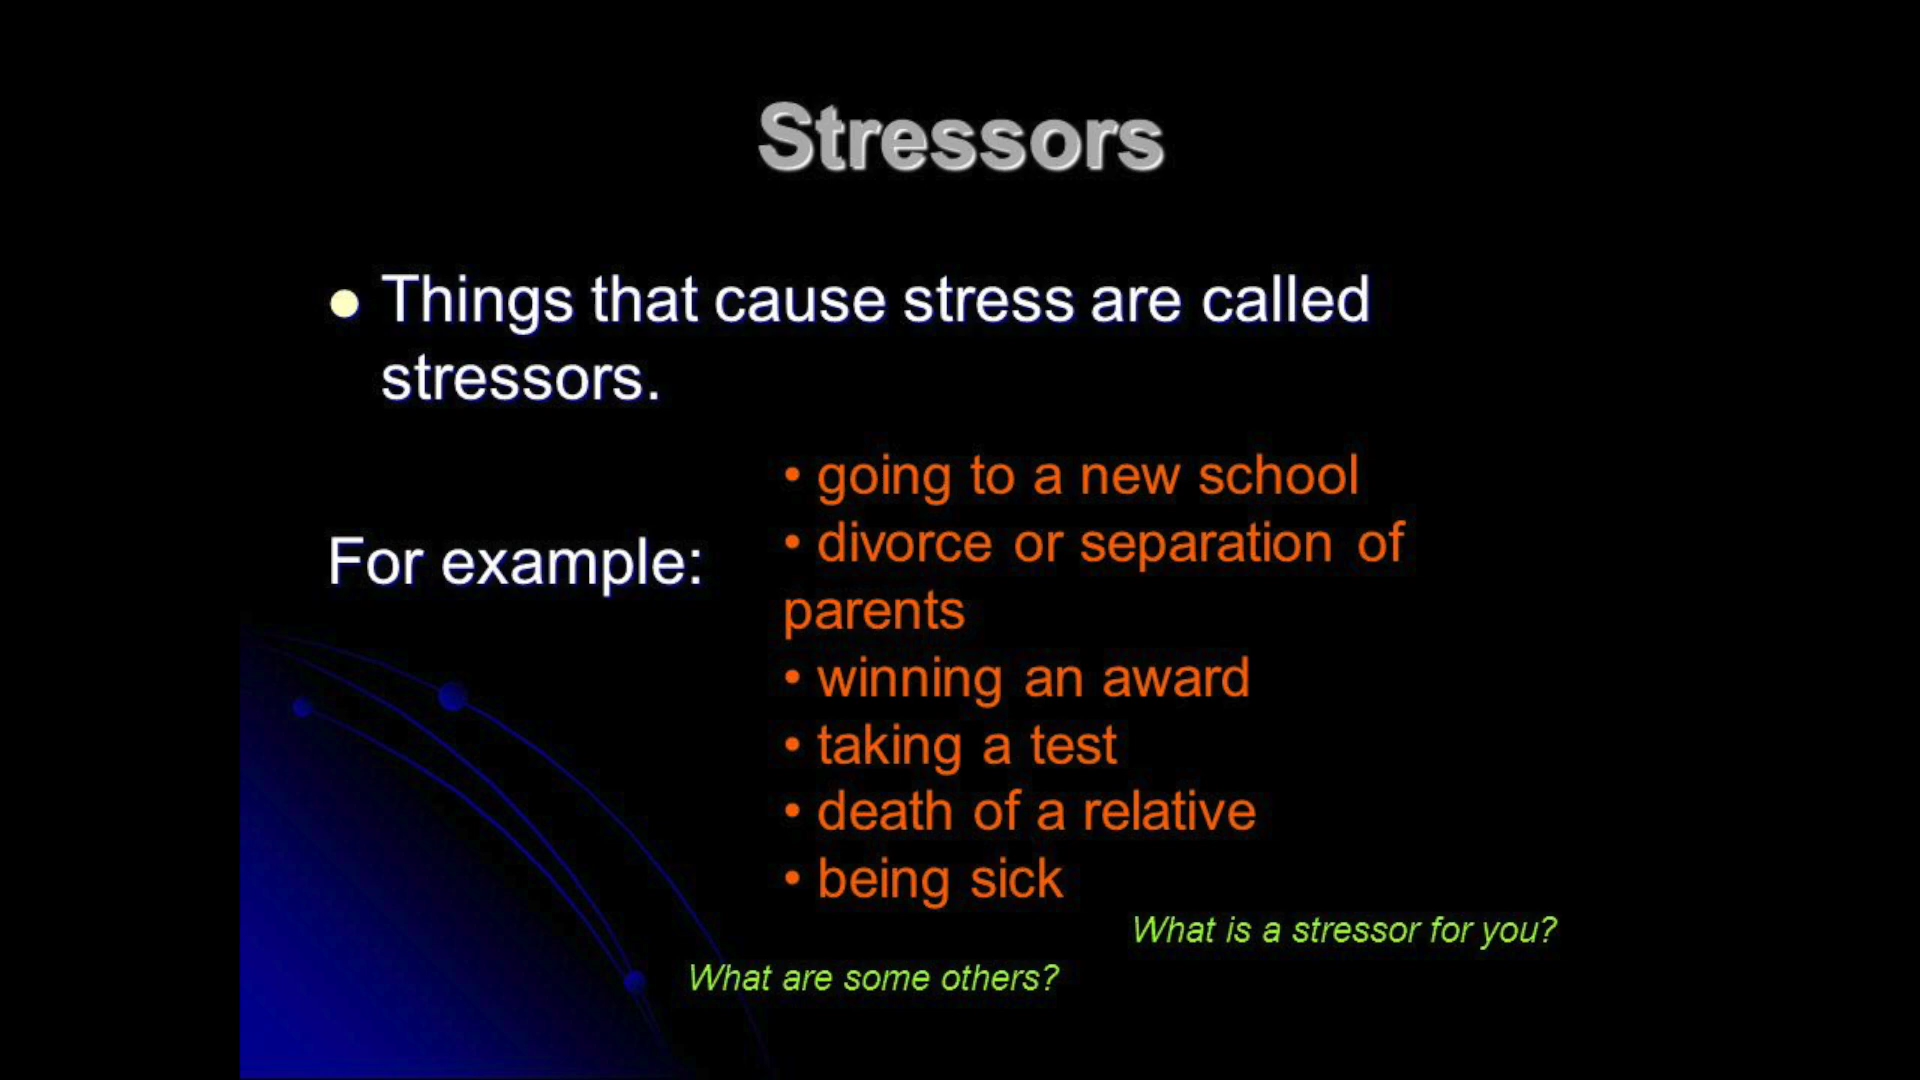 Stressors
● Things that cause stress are called
stressors.
For example:
• going to a new school
• divorce or separation of
parents
• winning an award
• taking a test
• death of a relative
• being sick
What is a stressor for you?
What are some others?